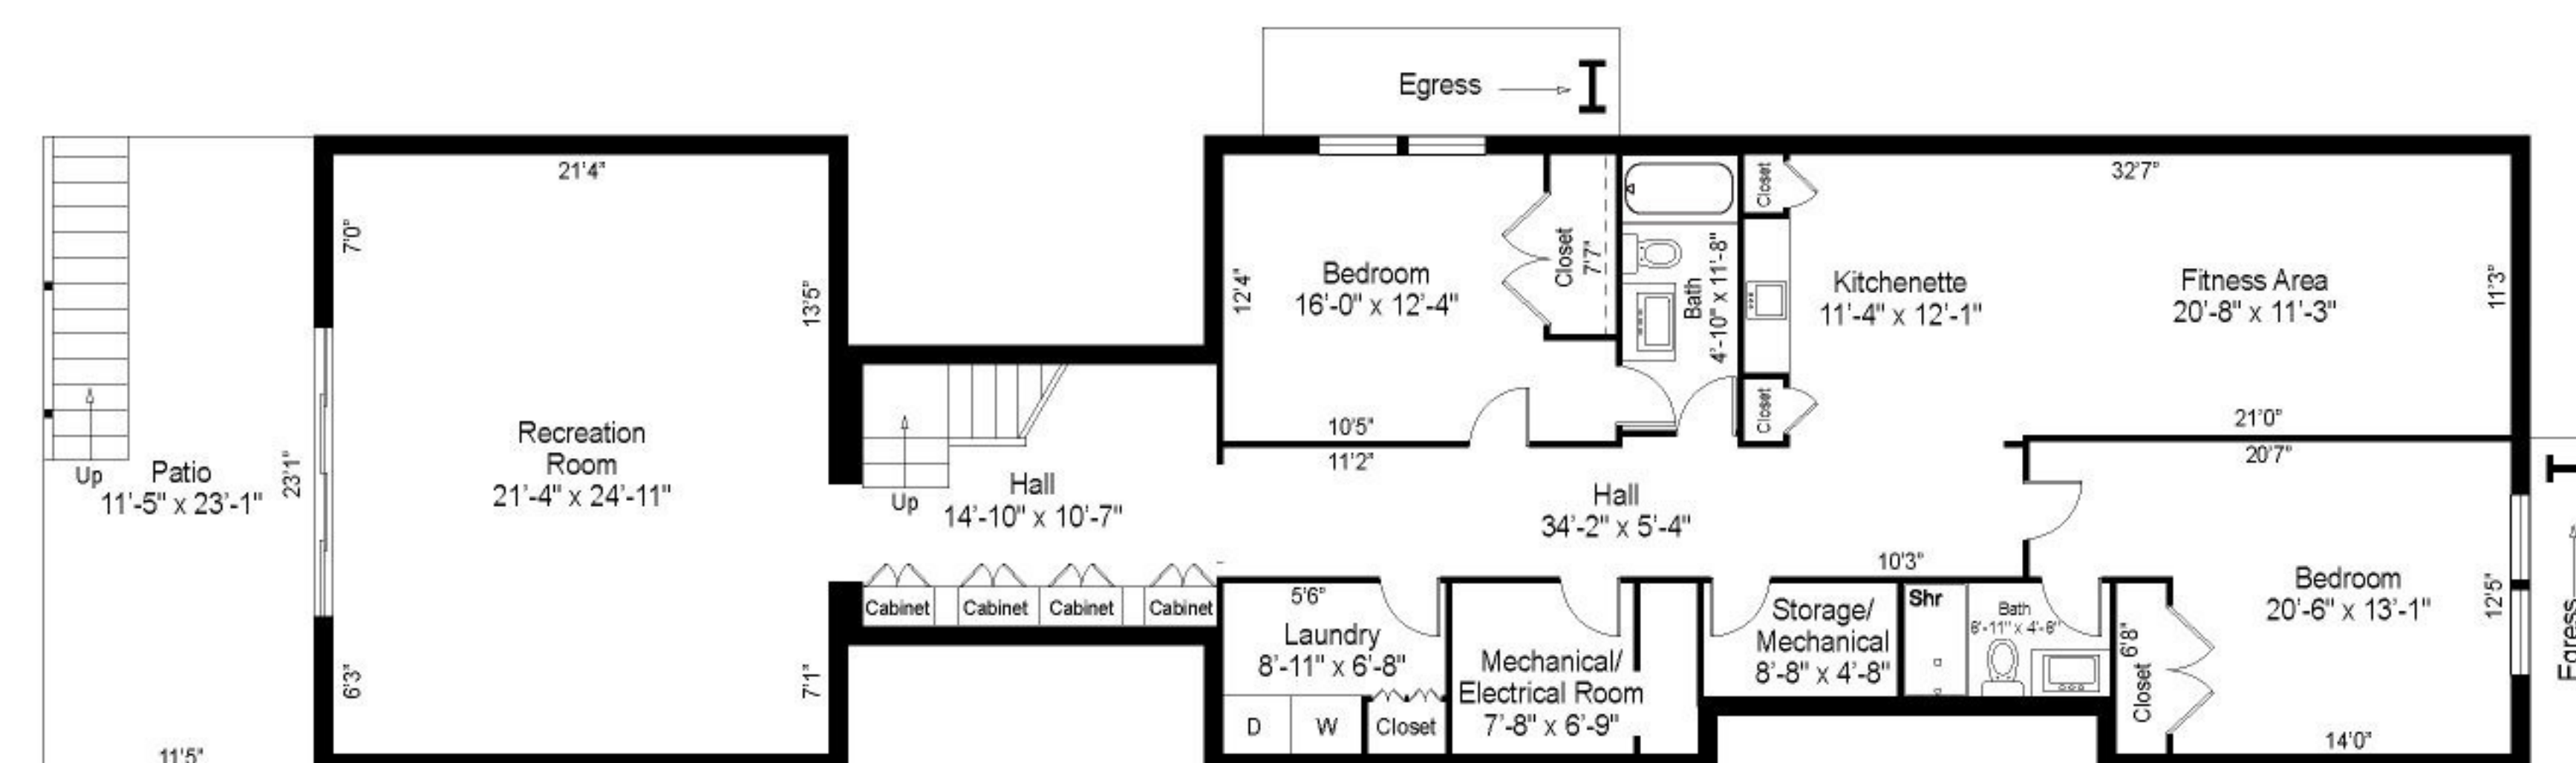 Egress
21'4"
7'0"
13'5"
Recreation
Room
21'-4" x 24'-11"
23'1"
6'3"
7'1"
Up
Patio
11'-5" x 23'-1"
11'5"
Up
Hall
14'-10" x 10'-7"
Cabinet
Cabinet
Cabinet
Cabinet
Bedroom
16'-0" x 12'-4"
12'4"
10'5"
Closet
7'7"
Bath
4'-10" x 11'-8"
Closet
Closet
Kitchenette
11'-4" x 12'-1"
32'7"
Fitness Area
20'-8" x 11'-3"
11'3"
21'0"
11'2"
Hall
34'-2" x 5'-4"
10'3"
5'6"
Laundry
8'-11" x 6'-8"
D
W
Closet
Mechanical/
Electrical Room
7'-8" x 6'-9"
Storage/
Mechanical
8'-8" x 4'-8"
Shr
Bath
6'-11" x 4'-6"
6'8"
Closet
20'7"
Bedroom
20'-6" x 13'-1"
12'5"
14'0"
Egress